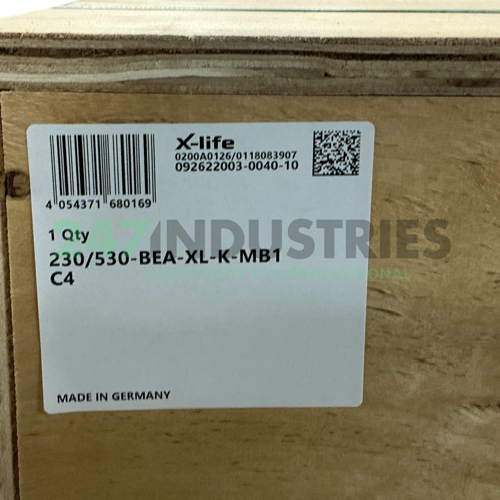 X-life
0200A0126/0118083907
092622003-0040-10
4 054371 680169
1 Qty
247INDUSTRIES
230/530-BEA-XL-K-MB1
C4
MADE IN GERMANY